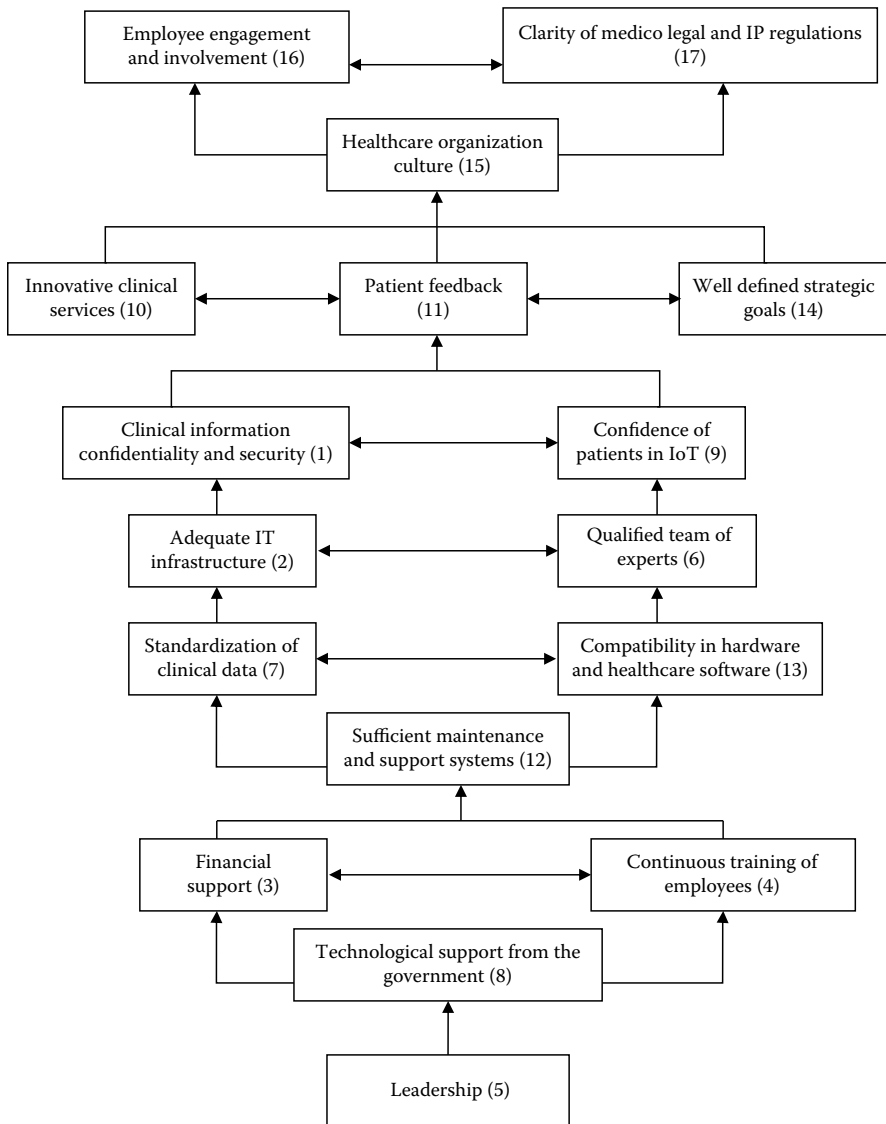 Employee engagement
and involvement (16)
Clarity of medico legal and IP regulations
(17)
Healthcare organization
culture (15)
Innovative clinical
services (10)
Patient feedback
(11)
Well defined strategic
goals (14)
Clinical information
confidentiality and security (1)
Confidence of
patients in IoT (9)
Adequate IT
infrastructure (2)
Qualified team of
experts (6)
Standardization of
clinical data (7)
Compatibility in hardware
and healthcare software (13)
Sufficient maintenance
and support systems (12)
Financial
support (3)
Continuous training of
employees (4)
Technological support from the
government (8)
Leadership (5)